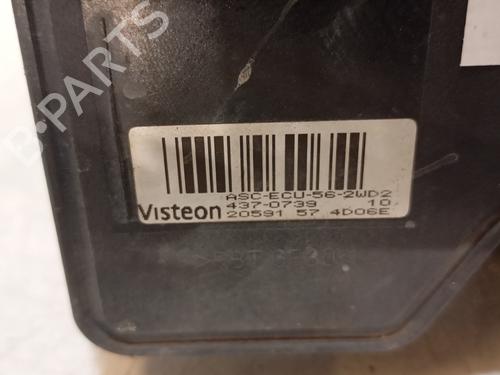 B-PARTS
ASC-ECU-56-2WD2
Visteon 437-0739 10
20591 57 4D06E